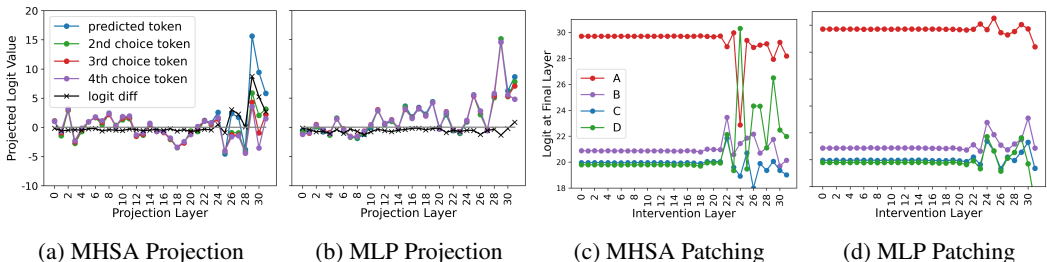 predicted token
2nd choice token
3rd choice token
4th choice token
logit diff
Projected Logit Value
20
15
10
5
0
-5
-10
0 2 4 6 8 10 12 14 16 18 20 22 24 26 28 30
Projection Layer
(a) MHSA Projection
0 2 4 6 8 10 12 14 16 18 20 22 24 26 28 30
Projection Layer
(b) MLP Projection
Logit at Final Layer
30
28
26
24
22
20
18
A
B
C
D
0 2 4 6 8 10 12 14 16 18 20 22 24 26 28 30
Intervention Layer
(c) MHSA Patching
0 2 4 6 8 10 12 14 16 18 20 22 24 26 28 30
Intervention Layer
(d) MLP Patching